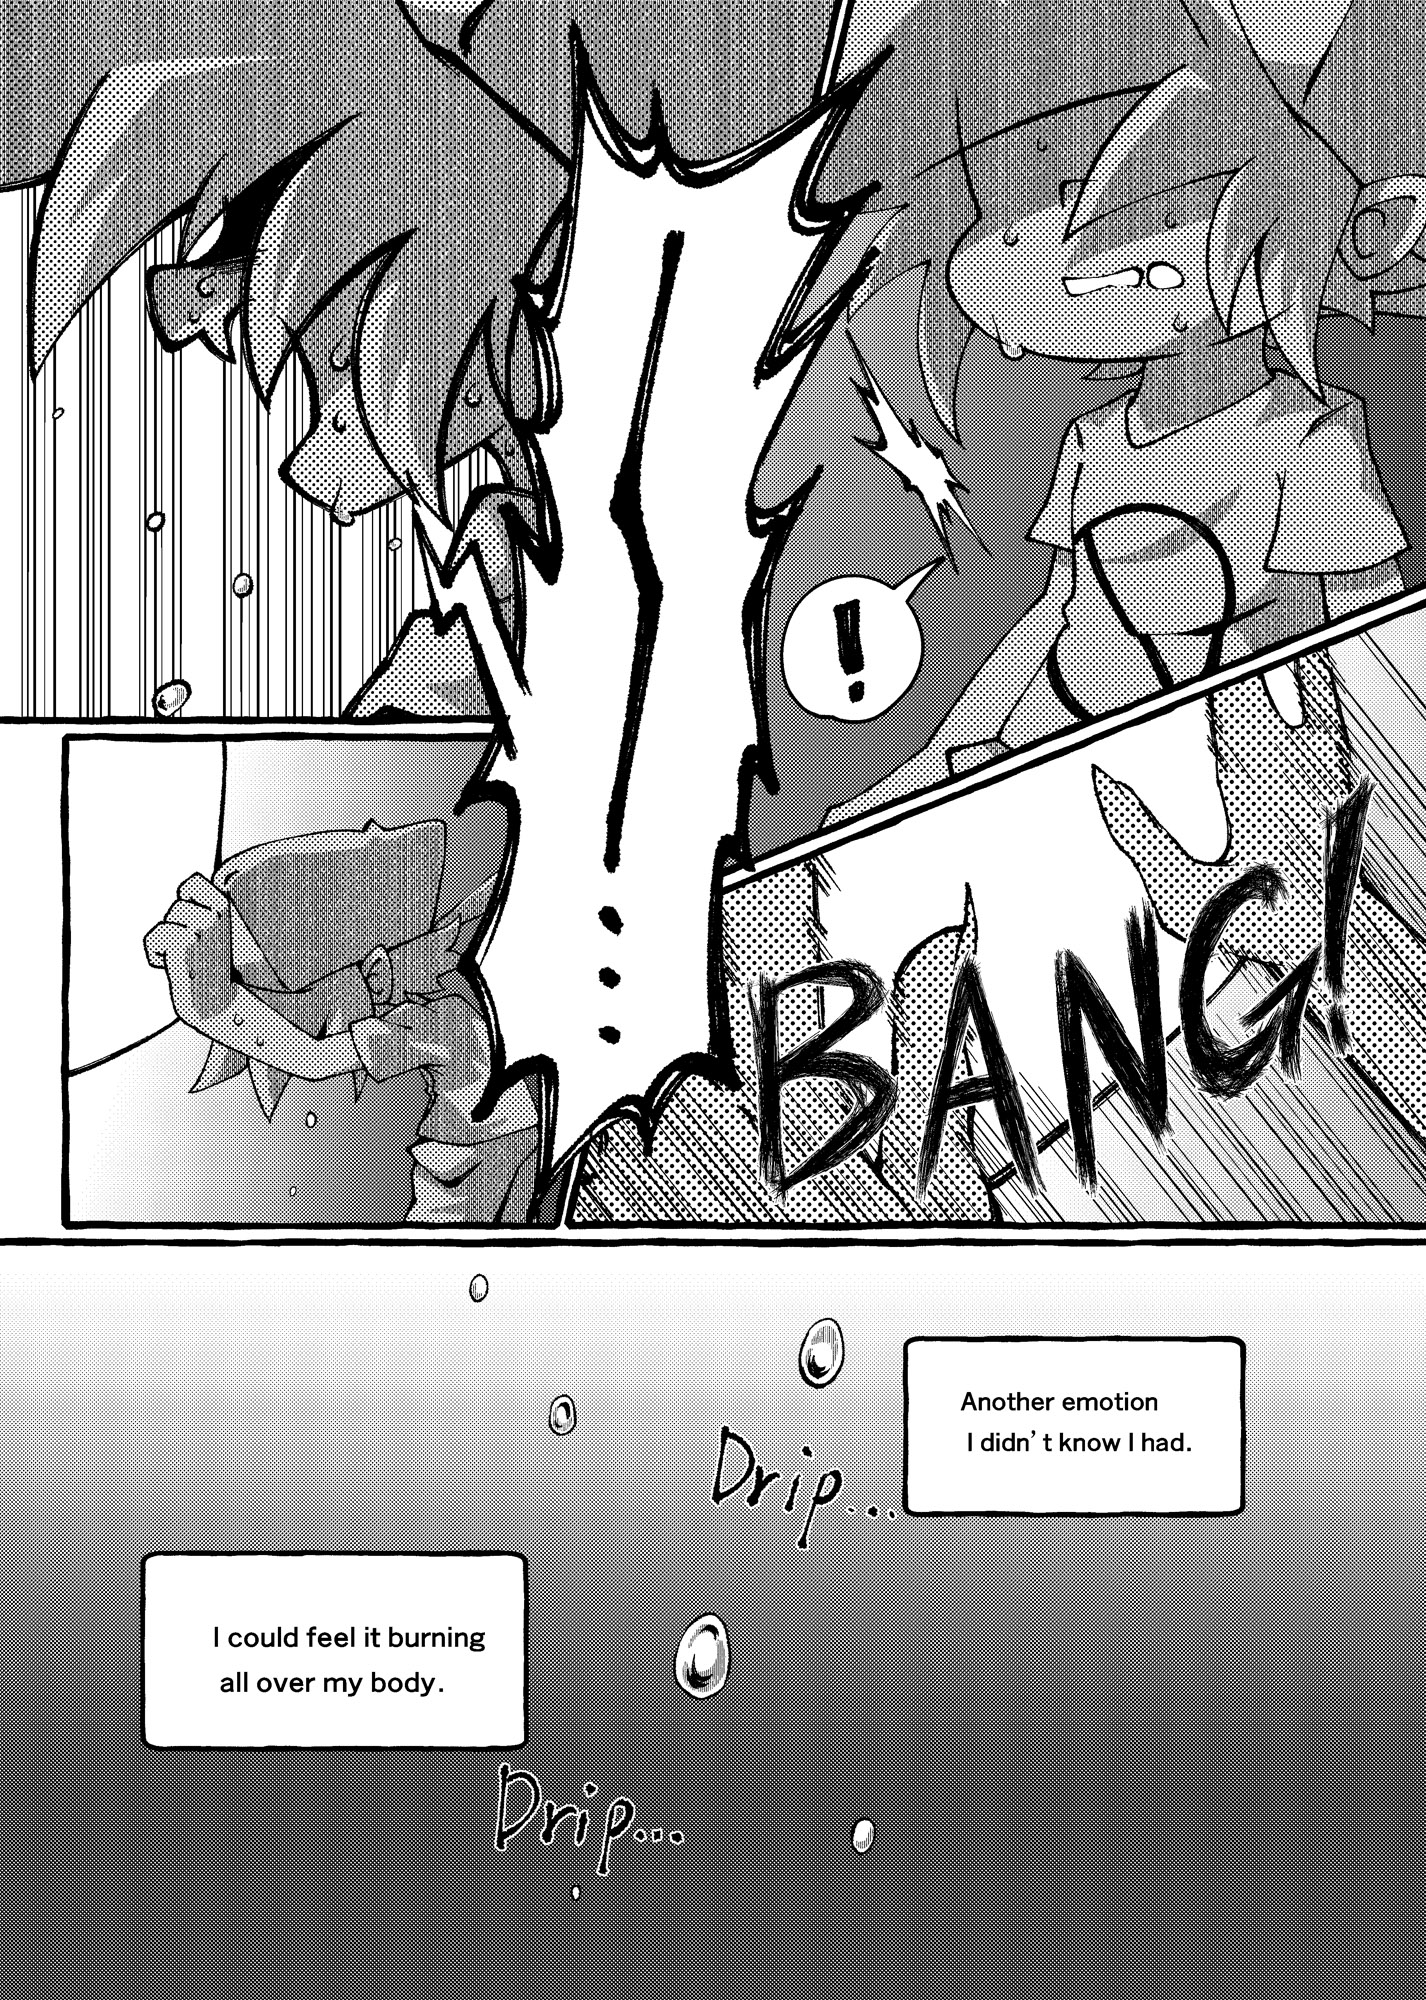 !
BANG!
Another emotion
I didn't know I had.
Drip...
I could feel it burning
all over my body.
Drip...